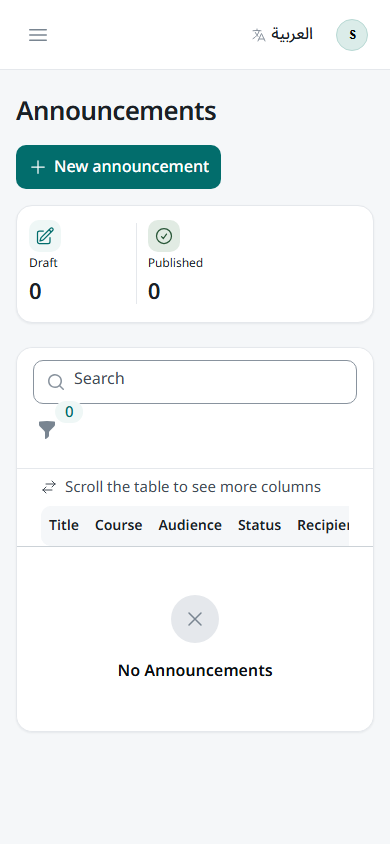 العربية
S
Announcements
New announcement
Draft
0
Published
0
Search
0
Scroll the table to see more columns
Title Course Audience Status Recipien
No Announcements